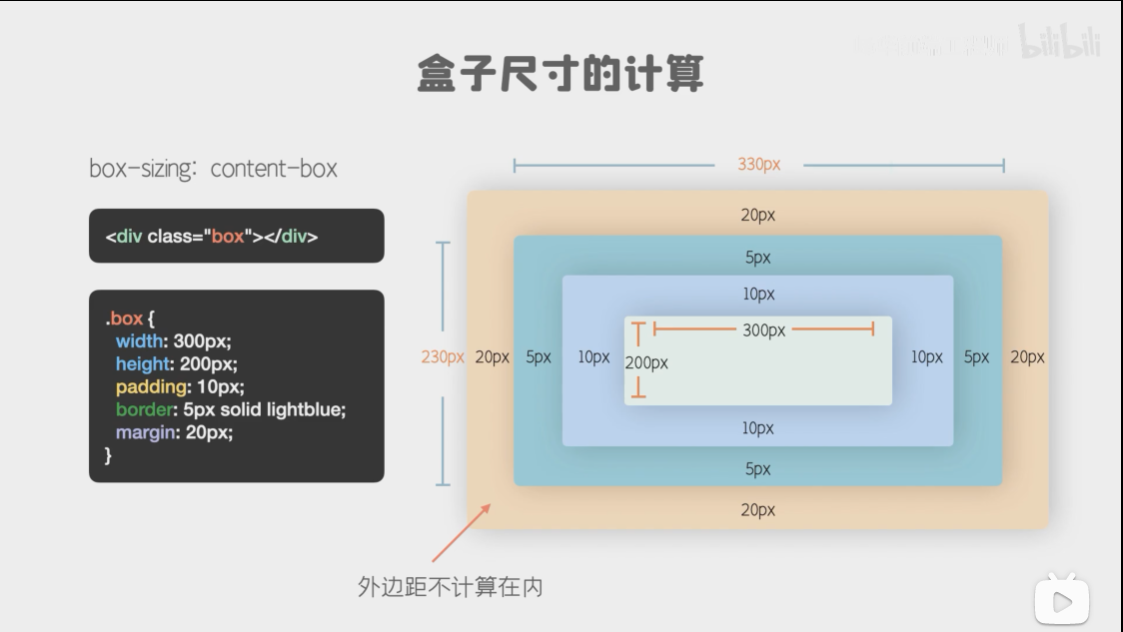 bilibili
盒子尺寸的计算
box-sizing: content-box
<div class="box"></div>
.box {
width: 300px;
height: 200px;
padding: 10px;
border: 5px solid lightblue;
margin: 20px;
}
330px
20px
5px
10px
300px
230px 20px 5px 10px 200px 10px 5px 20px
10px
5px
20px
外边距不计算在内